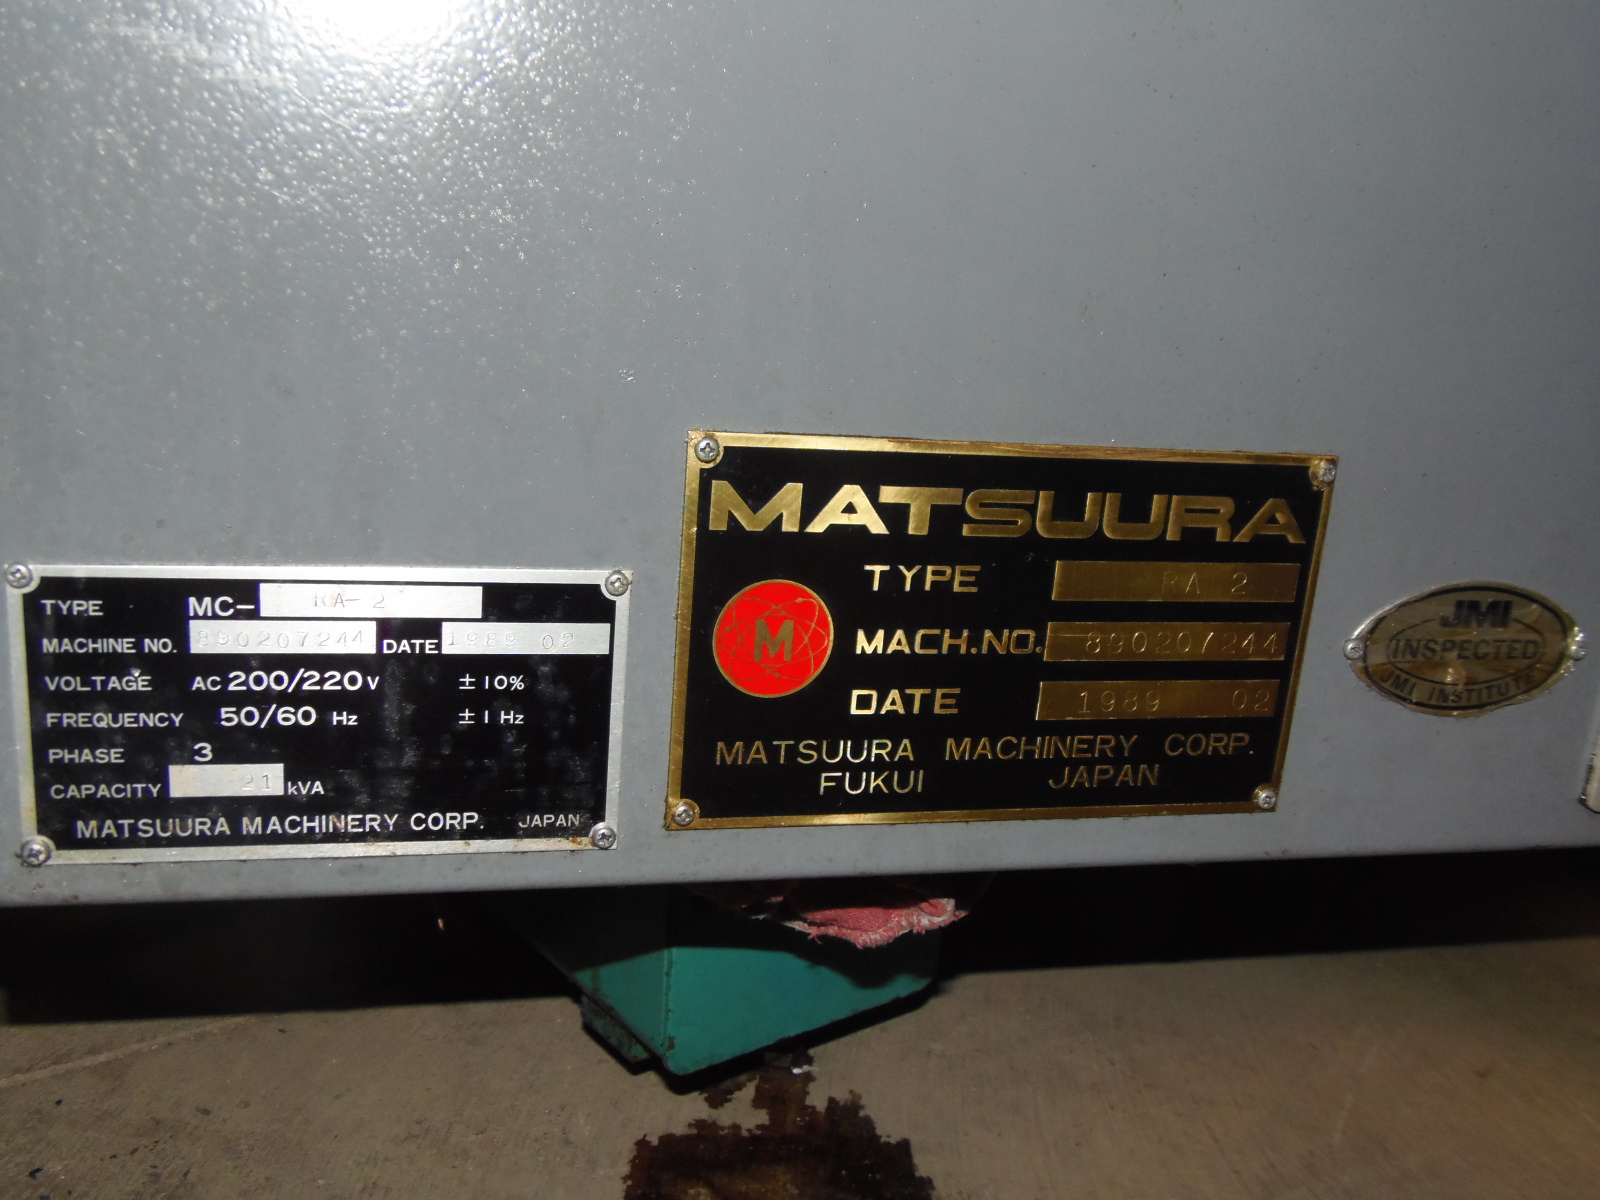 TYPE MC- RA-2
MACHINE NO. 890207244 DATE 1989 02
VOLTAGE AC 200/220 V ±10%
FREQUENCY 50/60 Hz ±1 Hz
PHASE 3
CAPACITY 21 kVA
MATSUURA MACHINERY CORP. JAPAN
MATSUURA
TYPE RA 2
M
MACH.NO. 890207244
DATE 1989 02
MATSUURA MACHINERY CORP.
FUKUI JAPAN
JMI
INSPECTED
JMI INSTITUTE